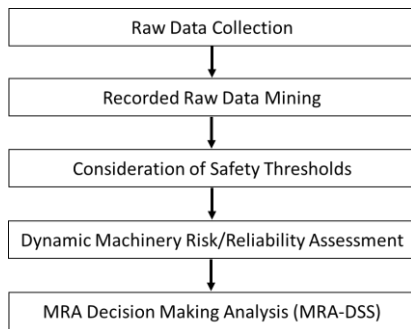 Raw Data Collection
Recorded Raw Data Mining
Consideration of Safety Thresholds
Dynamic Machinery Risk/Reliability Assessment
MRA Decision Making Analysis (MRA-DSS)